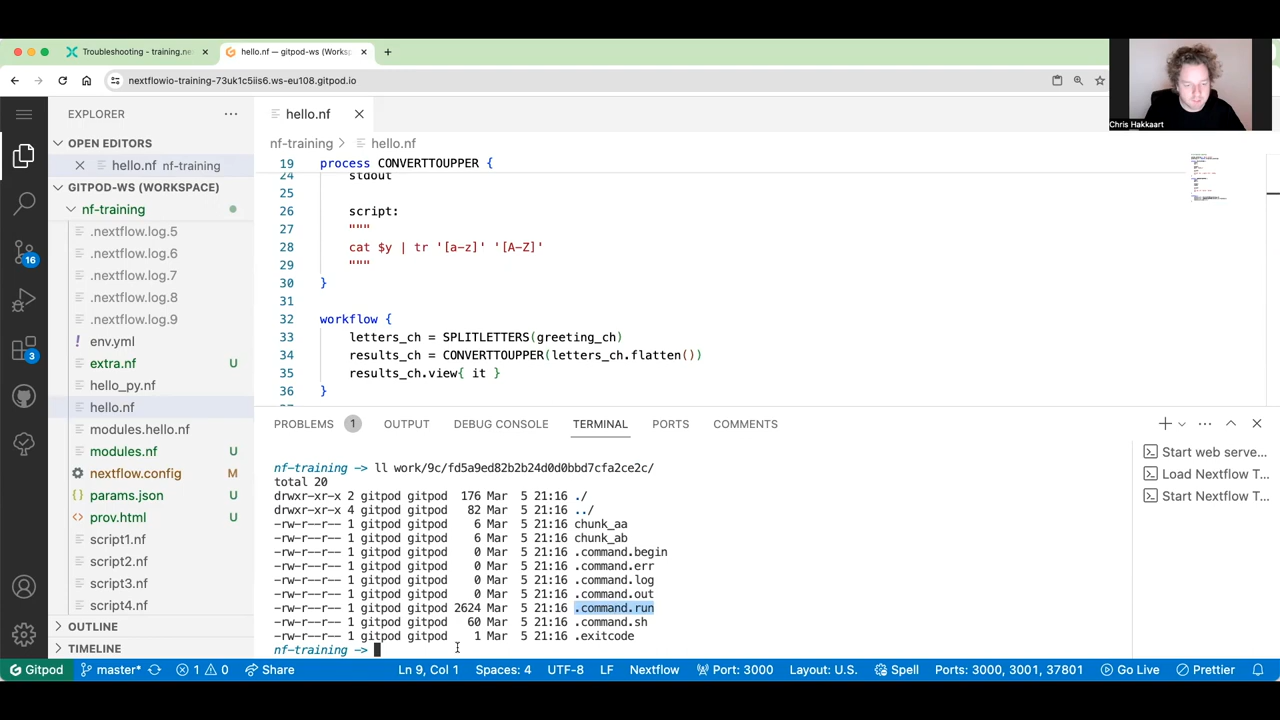 Troubleshooting - training.ne
hello.nf — gitpod-ws (Works
nextflowio-training-73uk1c5iis6.ws-eu108.gitpod.io
Chris Hakkaart
EXPLORER
OPEN EDITORS
hello.nf nf-training
GITPOD-WS (WORKSPACE)
nf-training
.nextflow.log.5
.nextflow.log.6
.nextflow.log.7
.nextflow.log.8
.nextflow.log.9
! env.yml
extra.nf U
hello_py.nf
hello.nf
modules.hello.nf
modules.nf U
nextflow.config M
{} params.json U
<> prov.html U
script1.nf
script2.nf
script3.nf
script4.nf
OUTLINE
TIMELINE
16
3
hello.nf
nf-training > hello.nf
19 process CONVERTTOUPPER {
24 stdout
25
26 script:
27 """
28 cat $y | tr '[a-z]' '[A-Z]'
29 """
30 }
31
32 workflow {
33 letters_ch = SPLITLETTERS(greeting_ch)
34 results_ch = CONVERTTOUPPER(letters_ch.flatten())
35 results_ch.view{ it }
36 }
PROBLEMS 1 OUTPUT DEBUG CONSOLE TERMINAL PORTS COMMENTS
nf-training -> ll work/9c/fd5a9ed82b2b24d0d0bbd7cfa2ce2c/
total 20
drwxr-xr-x 2 gitpod gitpod 176 Mar 5 21:16 ./
drwxr-xr-x 4 gitpod gitpod 82 Mar 5 21:16 ../
-rw-r--r-- 1 gitpod gitpod 6 Mar 5 21:16 chunk_aa
-rw-r--r-- 1 gitpod gitpod 6 Mar 5 21:16 chunk_ab
-rw-r--r-- 1 gitpod gitpod 0 Mar 5 21:16 .command.begin
-rw-r--r-- 1 gitpod gitpod 0 Mar 5 21:16 .command.err
-rw-r--r-- 1 gitpod gitpod 0 Mar 5 21:16 .command.log
-rw-r--r-- 1 gitpod gitpod 0 Mar 5 21:16 .command.out
-rw-r--r-- 1 gitpod gitpod 2624 Mar 5 21:16 .command.run
-rw-r--r-- 1 gitpod gitpod 60 Mar 5 21:16 .command.sh
-rw-r--r-- 1 gitpod gitpod 1 Mar 5 21:16 .exitcode
nf-training ->
Start web serve...
Load Nextflow T...
Start Nextflow T...
Gitpod master* 1 0 Share Ln 9, Col 1 Spaces: 4 UTF-8 LF Nextflow Port: 3000 Layout: U.S. Spell Ports: 3000, 3001, 37801 Go Live Prettier